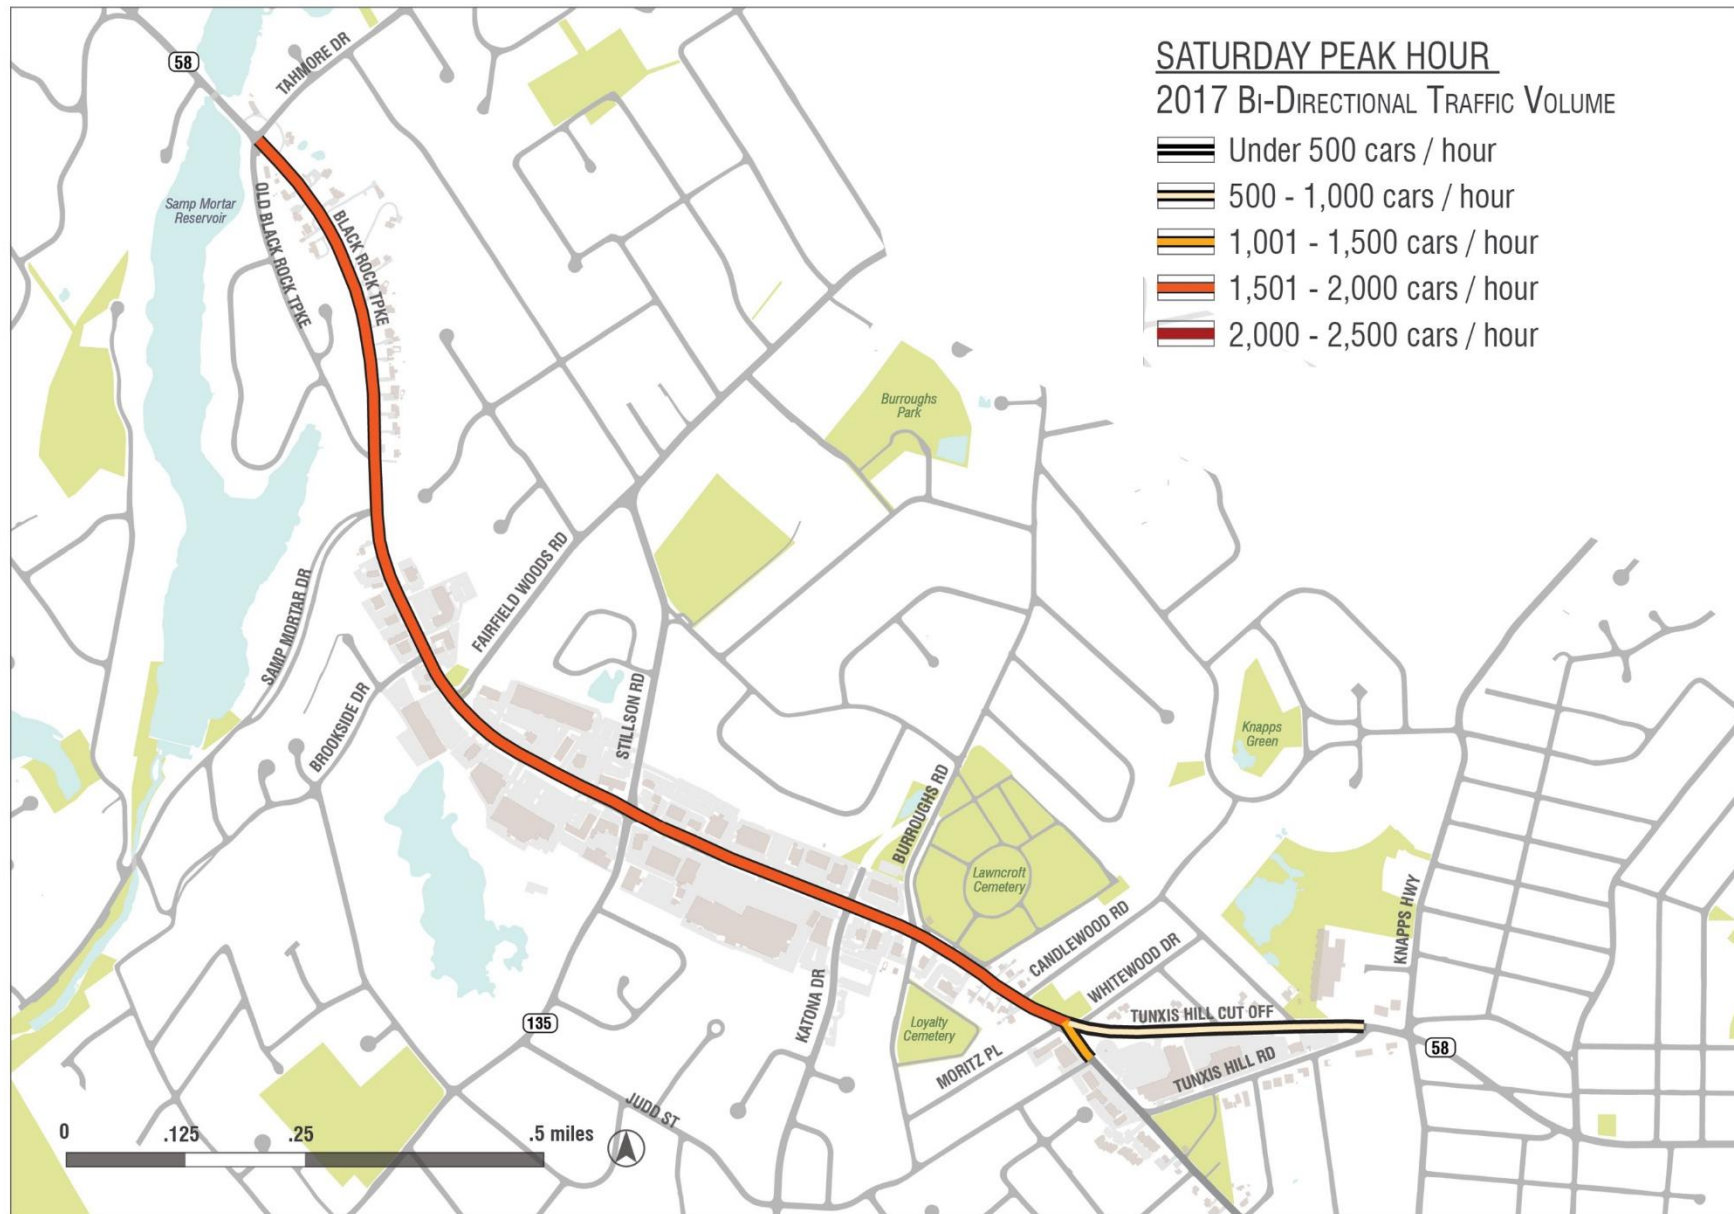 SATURDAY PEAK HOUR
2017 BI-DIRECTIONAL TRAFFIC VOLUME
Under 500 cars / hour
500 - 1,000 cars / hour
1,001 - 1,500 cars / hour
1,501 - 2,000 cars / hour
2,000 - 2,500 cars / hour
58
TAHMORE DR
Samp Mortar
Reservoir
OLD BLACK ROCK TPKE
BLACK ROCK TPKE
Burroughs
Park
FAIRFIELD WOODS RD
SAMP MORTAR DR
BROOKSIDE DR
STILLSON RD
Knapps
Green
BURROUGHS RD
Lawncroft
Cemetery
CANDLEWOOD RD
WHITEWOOD DR
KNAPPS HWY
KATONA DR
TUNXIS HILL CUT OFF
135
Loyalty
Cemetery
58
MORITZ PL
TUNXIS HILL RD
JUDD ST
0 .125 .25 .5 miles